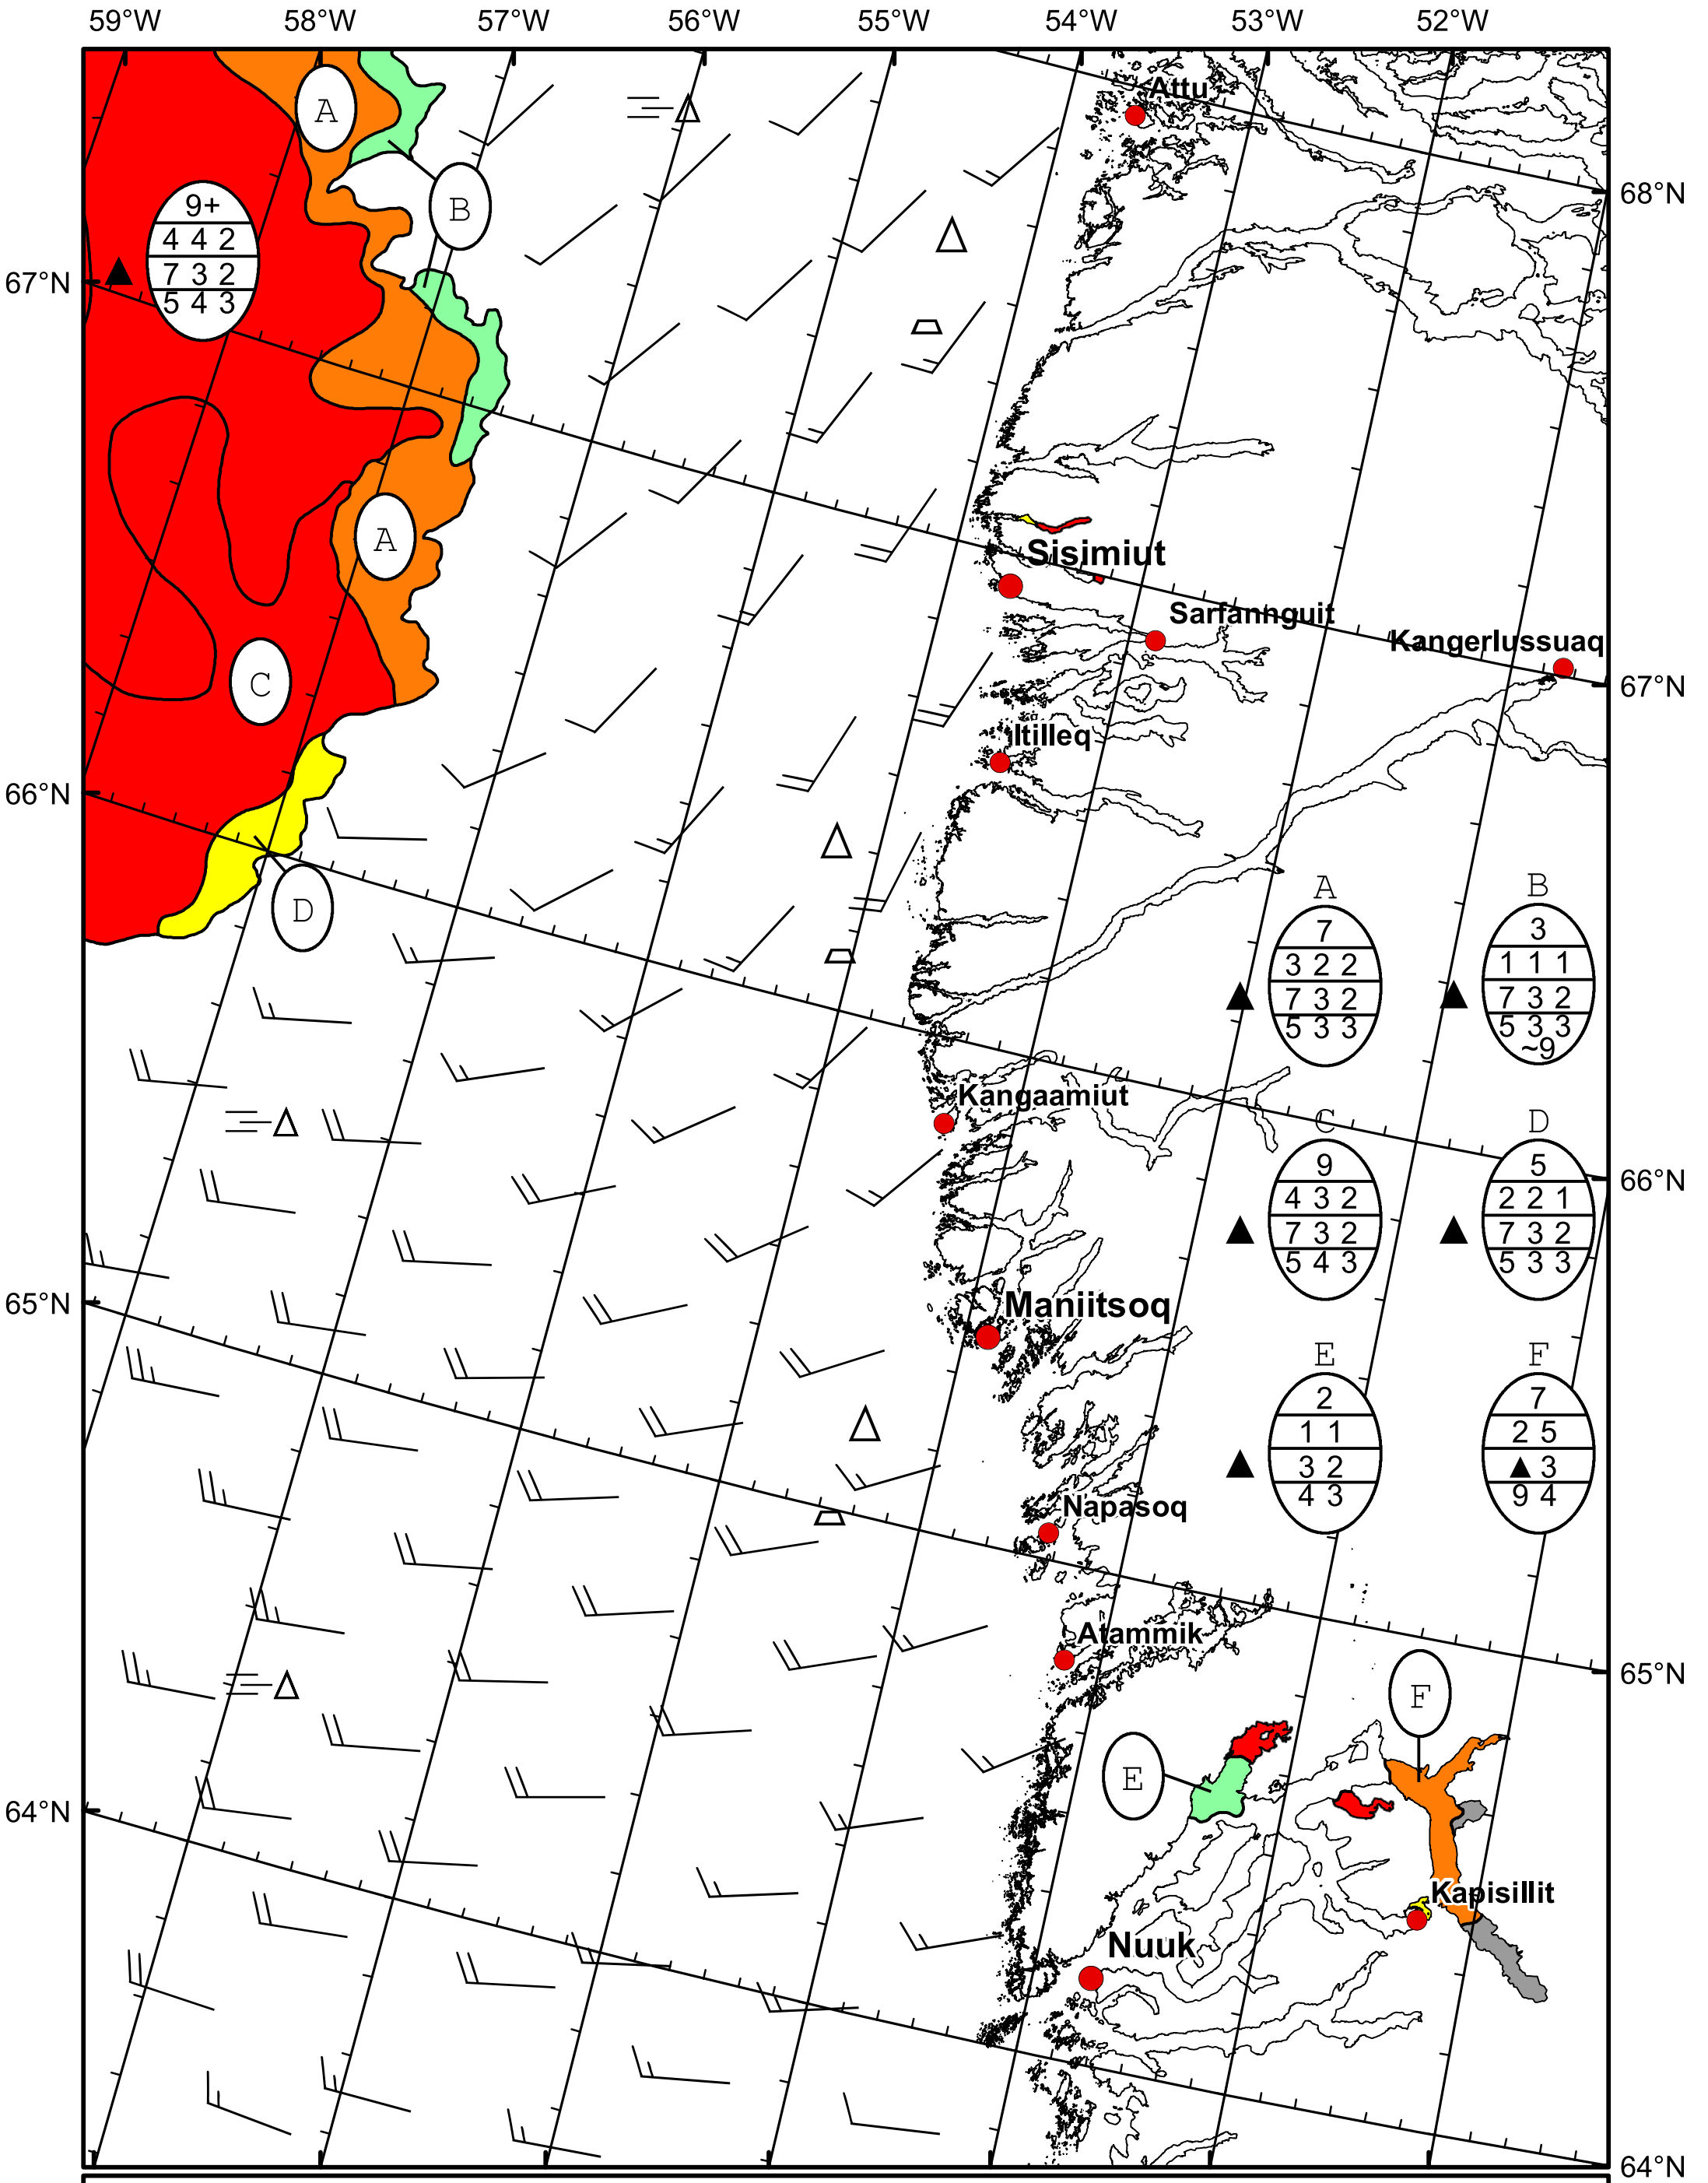 59°W 58°W 57°W 56°W 55°W 54°W 53°W 52°W
Attu
A
68°N
B
9+
4 4 2
7 3 2
5 4 3
67°N
A
Sisimiut
Sarfannguit
Kangerlussuaq
67°N
C
Itilleq
66°N
D
A
7
3 2 2
7 3 2
5 3 3
B
3
1 1 1
7 3 2
5 3 3
~9
Kangaamiut
C
9
4 3 2
7 3 2
5 4 3
D
5
2 2 1
7 3 2
5 3 3
66°N
65°N
Maniitsoq
E
2
1 1
3 2
4 3
F
7
2 5
▲ 3
9 4
Napasoq
Atammik
65°N
F
E
64°N
Kapisillit
Nuuk
64°N